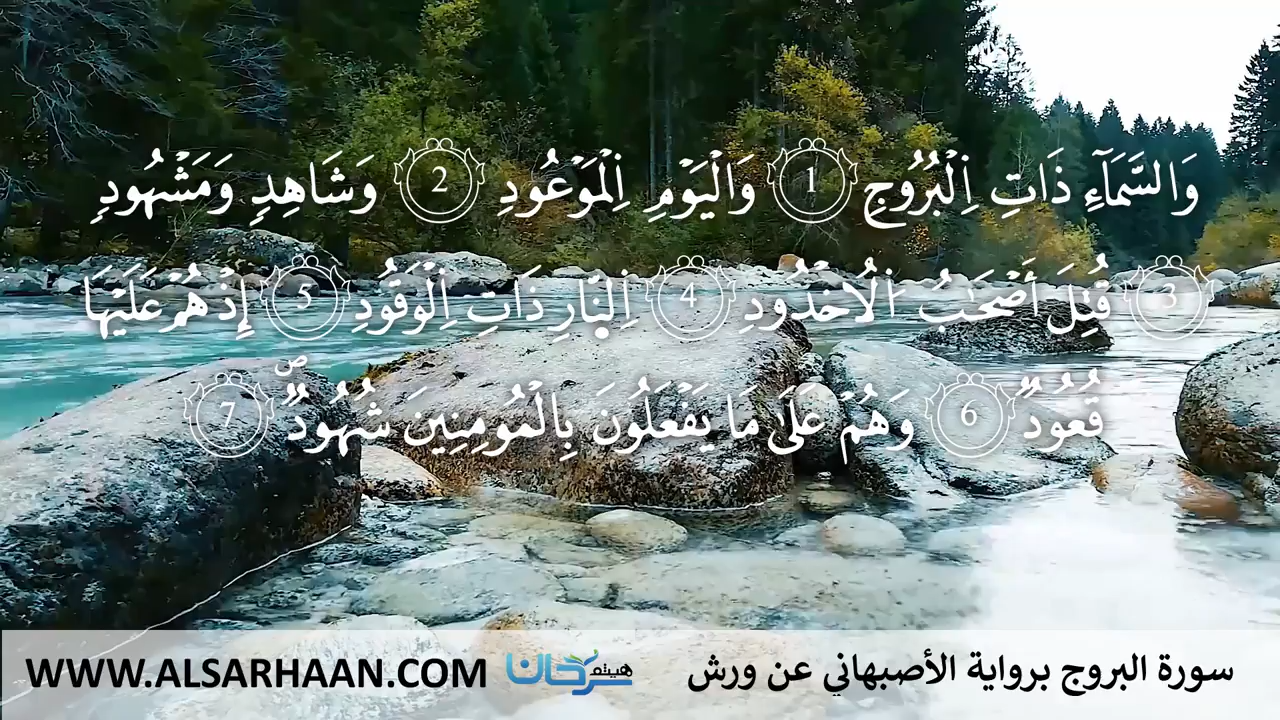 وَالسَّمَآءِ ذَاتِ اِ۬لْبُرُوجِ 1 وَالْيَوْمِ اِ۬لْمَوْعُودِ 2 وَشَاهِدٖ وَمَشْهُودٖ
3 قُتِلَ أَصْحَٰبُ اُ۬لُاخْدُودِ 4 اِ۬لنّ۪ارِ ذَاتِ اِ۬لْوَقُودِ 5 إِذْ هُمْ عَلَيْهَا
قُعُودٞ 6 وَهُمْ عَلَىٰ مَا يَفْعَلُونَ بِالْمُومِنِينَ شُهُودٞۖ 7
WWW.ALSARHAAN.COM هيثم سرحان سورة البروج برواية الأصبهاني عن ورش